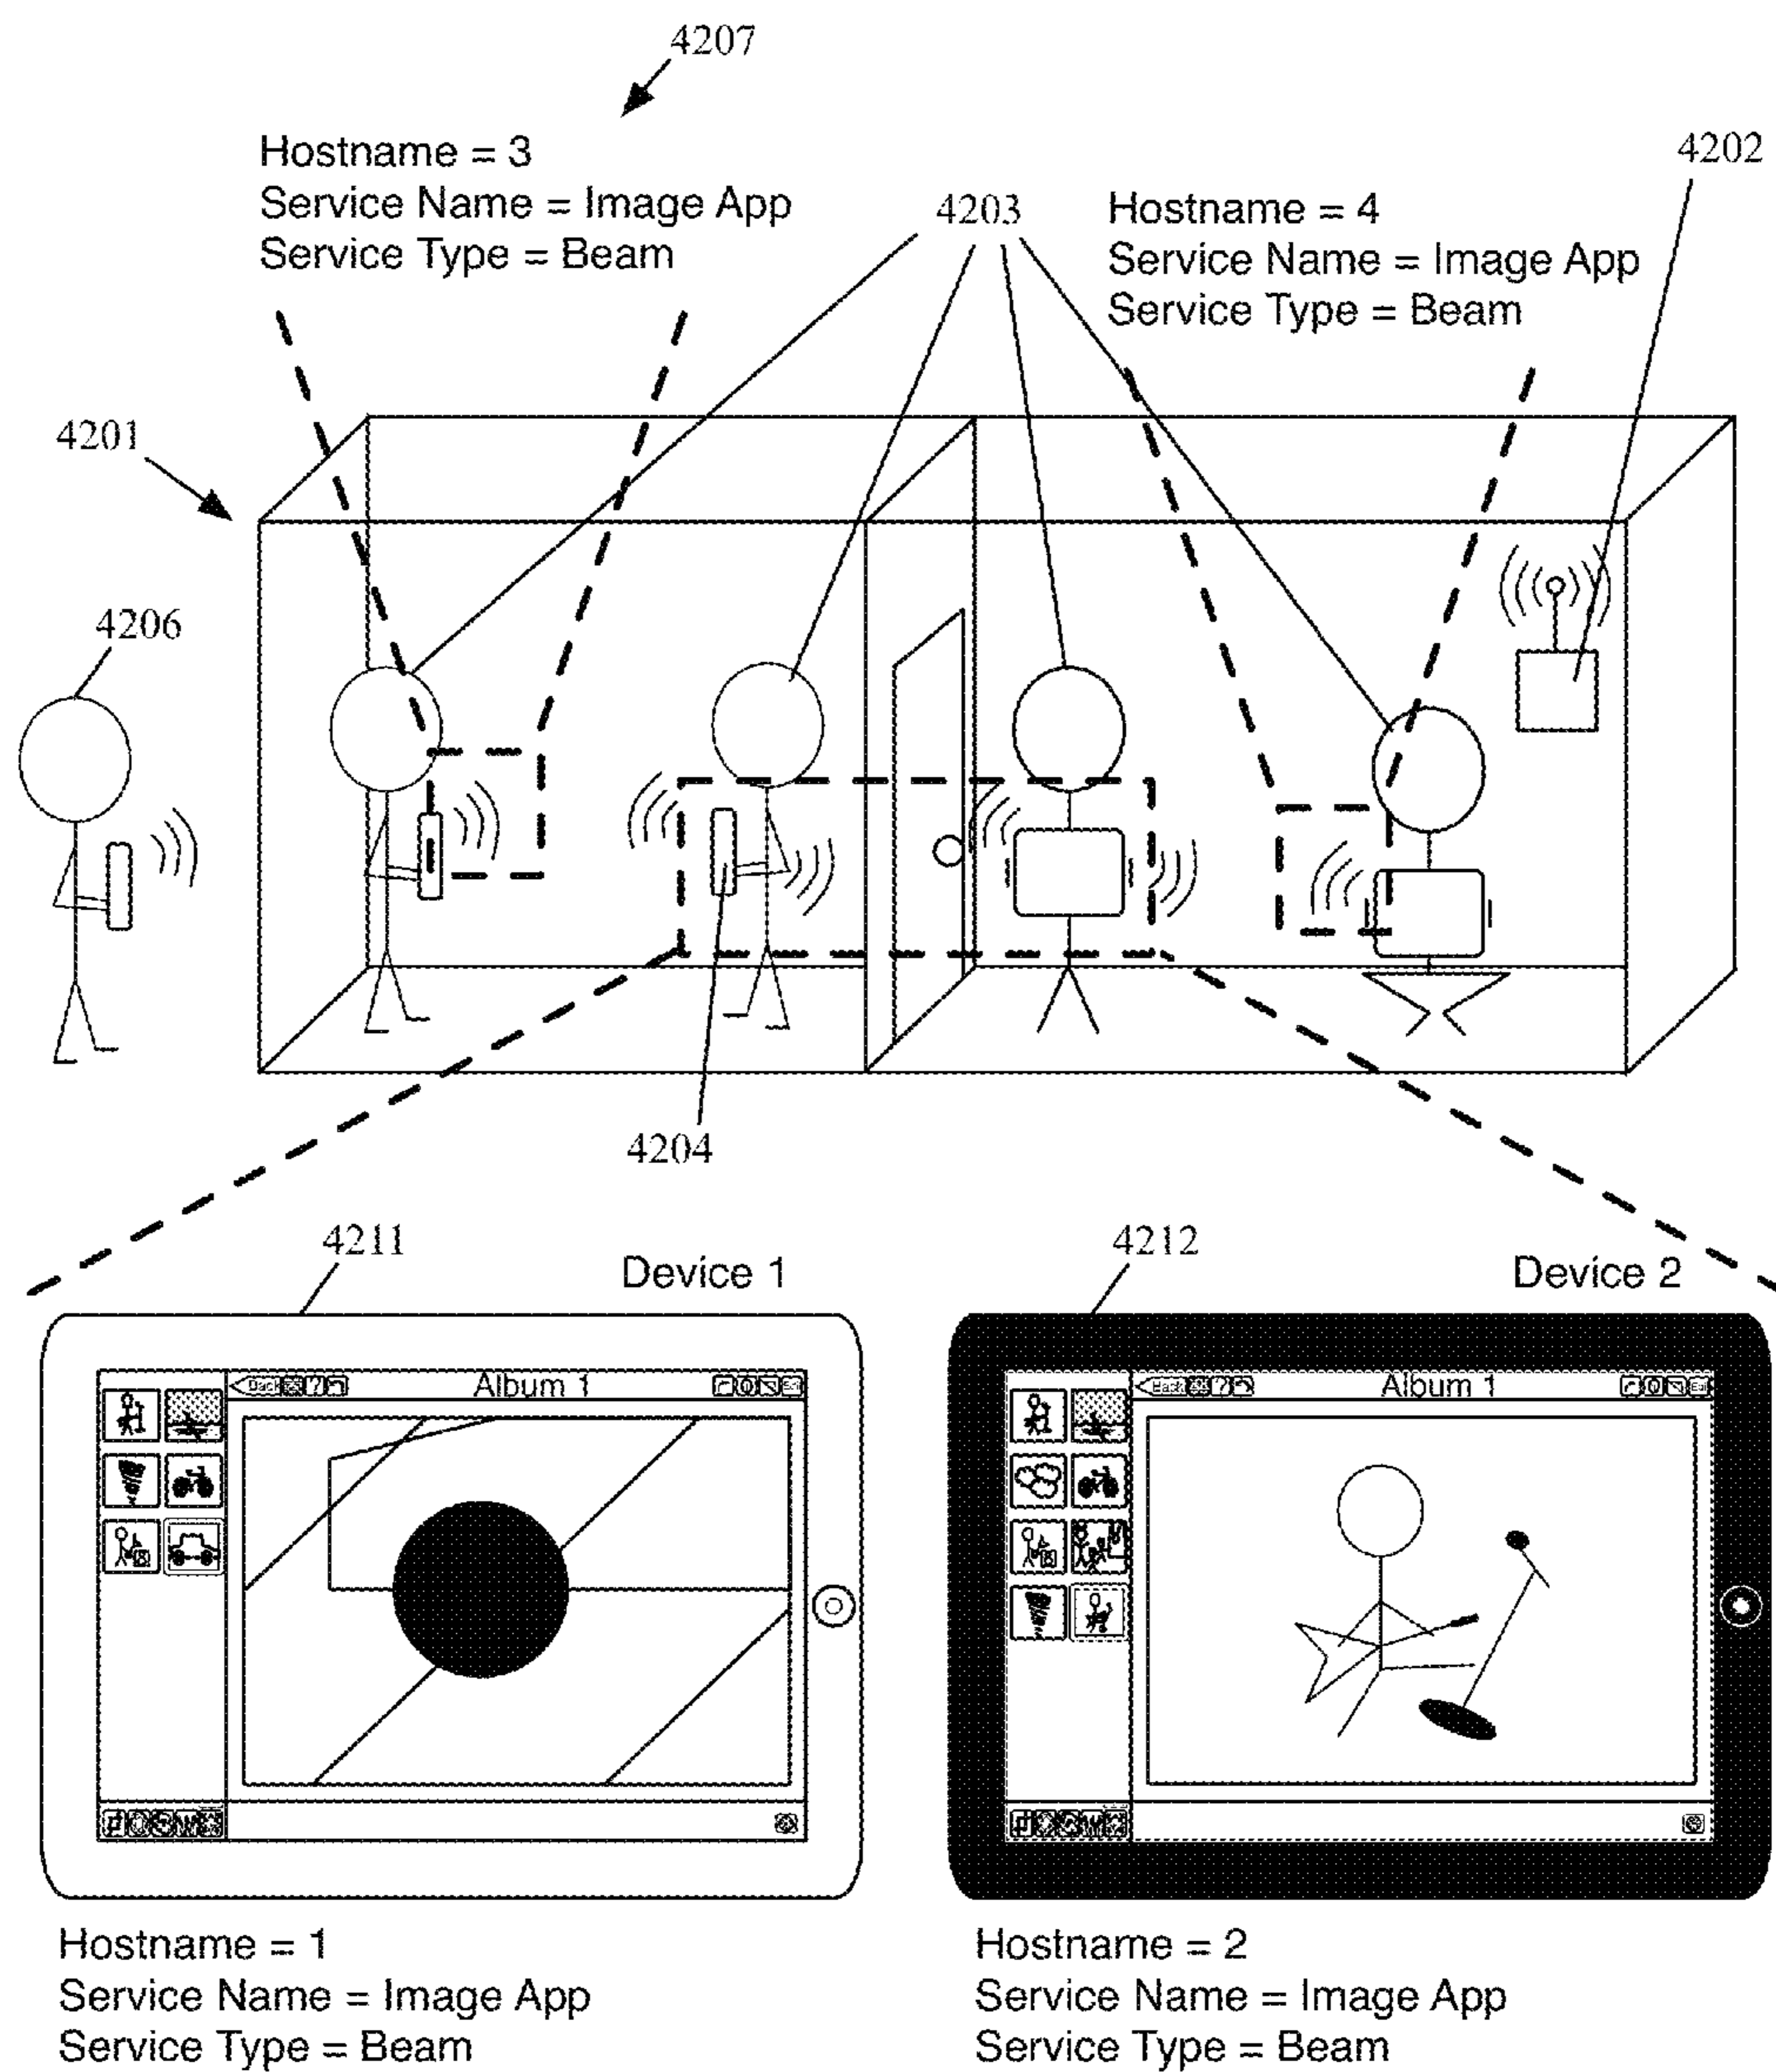 4207
Hostname = 3
Service Name = Image App
Service Type = Beam
4202
4203
Hostname = 4
Service Name = Image App
Service Type = Beam
4201
4206
4204
4211
Device 1
4212
Device 2
Back ? Album 1
Back ? Album 1
Hostname = 1
Service Name = Image App
Service Type = Beam
Hostname = 2
Service Name = Image App
Service Type = Beam